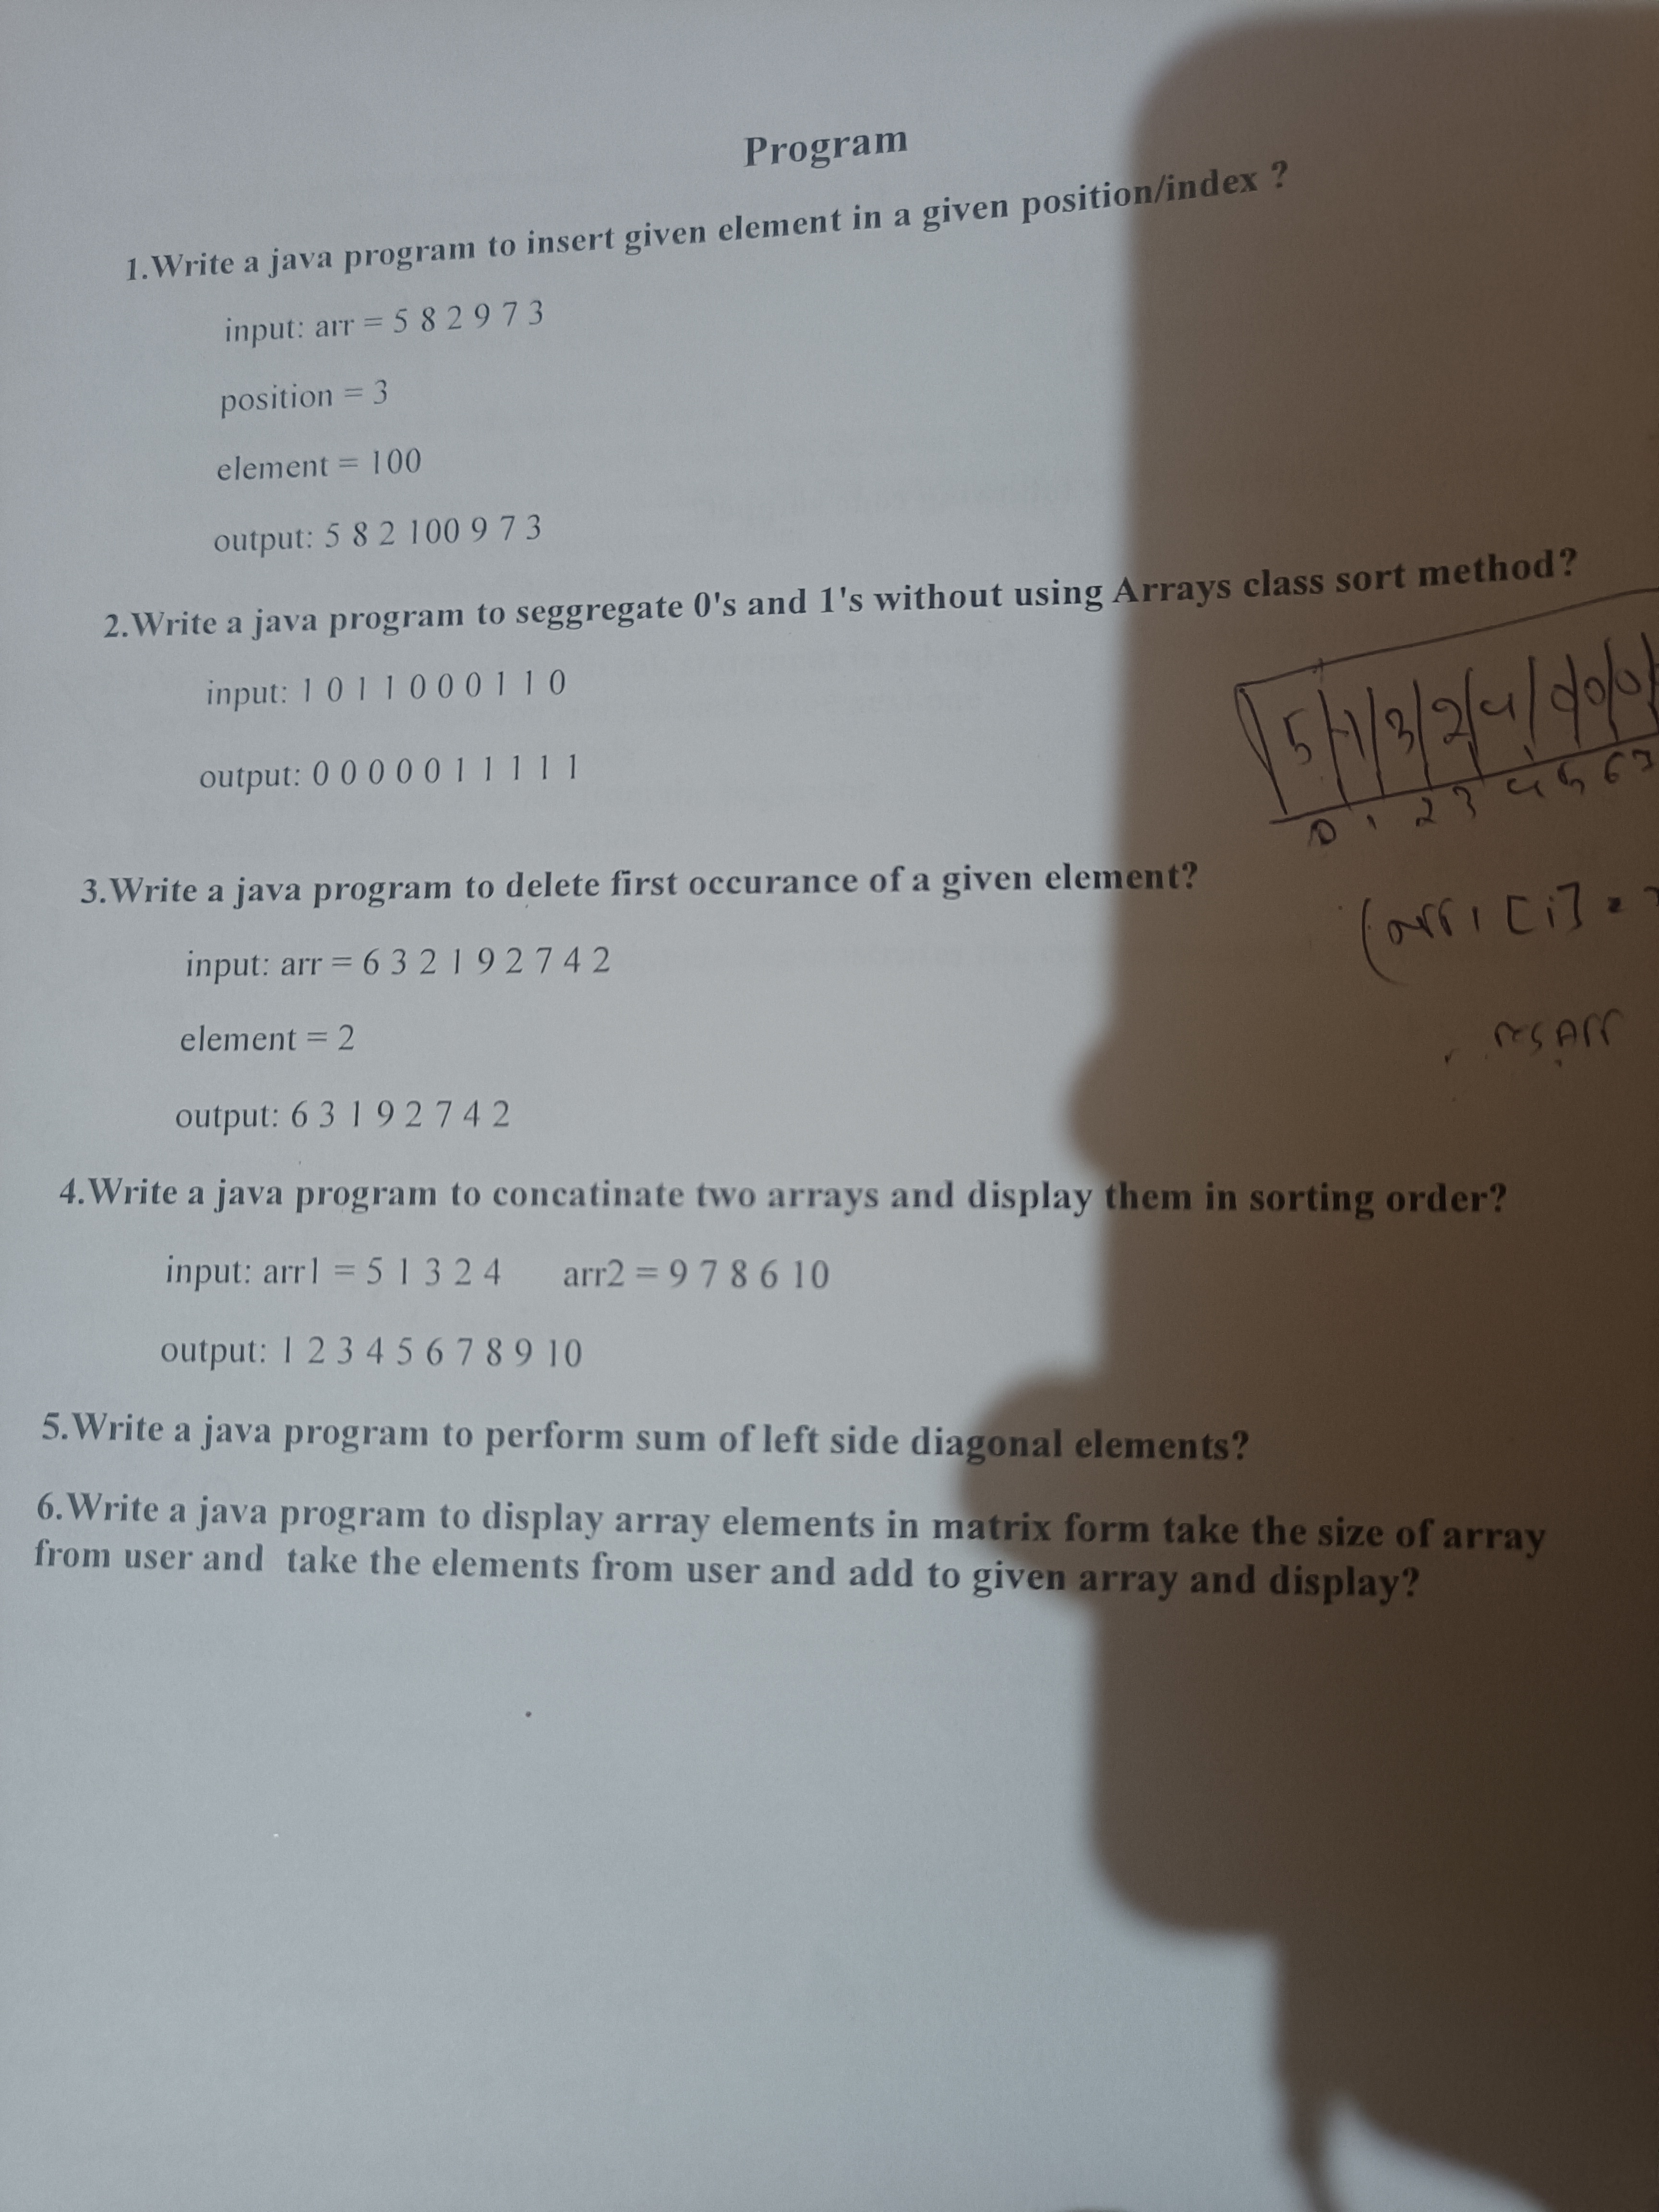 Program
1.Write a java program to insert given element in a given position/index ?
input: arr = 5 8 2 9 7 3
position = 3
element = 100
output: 5 8 2 100 9 7 3
2.Write a java program to seggregate 0's and 1's without using Arrays class sort method?
input: 1 0 1 1 0 0 0 1 1 0
output: 0 0 0 0 0 1 1 1 1 1
5 1 3 2 4 0 0 0
0 1 2 3 4 5 6 7
3.Write a java program to delete first occurance of a given element?
(arr1 [i] =
input: arr = 6 3 2 1 9 2 7 4 2
element = 2
resArr
output: 6 3 1 9 2 7 4 2
4.Write a java program to concatinate two arrays and display them in sorting order?
input: arr1 = 5 1 3 2 4 arr2 = 9 7 8 6 10
output: 1 2 3 4 5 6 7 8 9 10
5.Write a java program to perform sum of left side diagonal elements?
6.Write a java program to display array elements in matrix form take the size of array
from user and take the elements from user and add to given array and display?